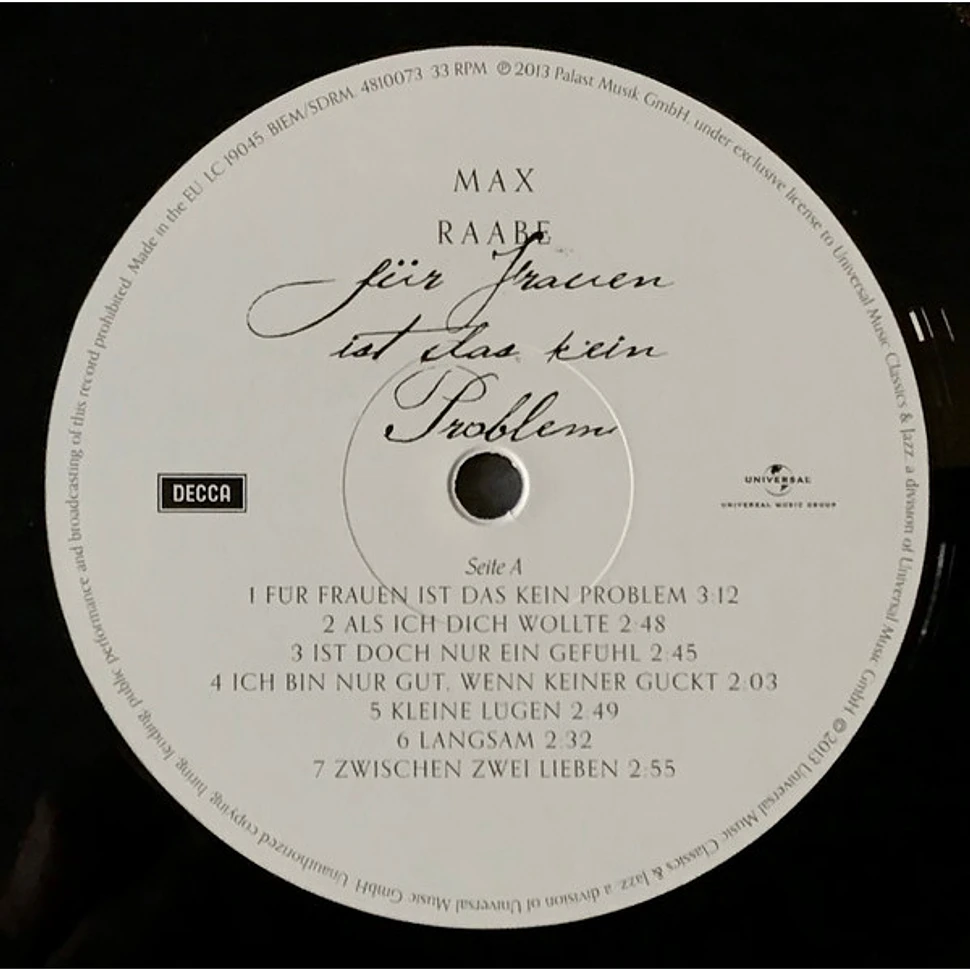 MAX
RAABE
für Frauen
ist das kein
Problem
DECCA
UNIVERSAL
UNIVERSAL MUSIC GROUP
Seite A
1 FÜR FRAUEN IST DAS KEIN PROBLEM 3:12
2 ALS ICH DICH WOLLTE 2:48
3 IST DOCH NUR EIN GEFÜHL 2:45
4 ICH BIN NUR GUT, WENN KEINER GUCKT 2:03
5 KLEINE LÜGEN 2:49
6 LANGSAM 2:32
7 ZWISCHEN ZWEI LIEBEN 2:55
℗ 2013 Palast Musik GmbH, under exclusive license to Universal Music Classics & Jazz, a division of Universal Music GmbH. © 2013 Universal Music Classics & Jazz, a division of Universal Music GmbH. Unauthorized copying, hiring, lending, public performance and broadcasting of this record prohibited. Made in the EU. LC 19045 BIEM/SDRM. 4810073 33 RPM